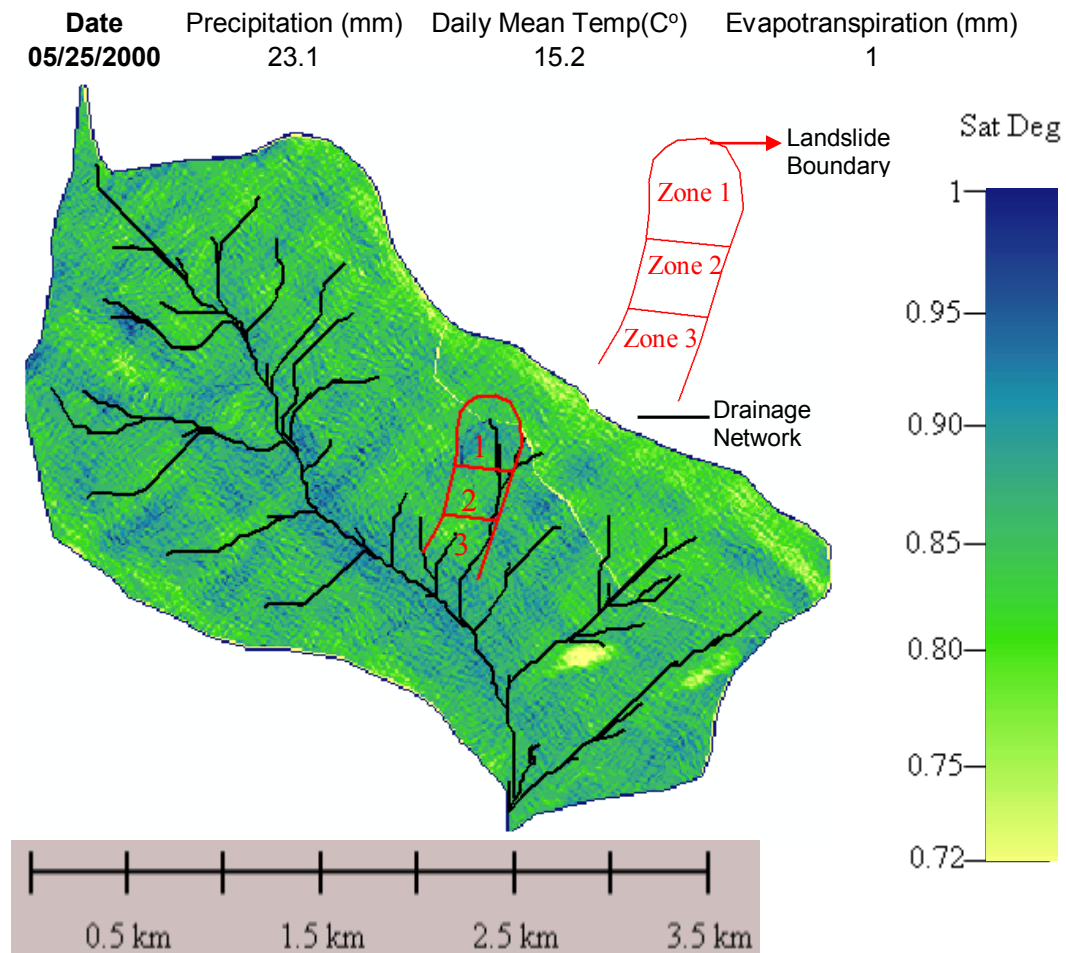 Date Precipitation (mm) Daily Mean Temp(Cº) Evapotranspiration (mm)
05/25/2000 23.1 15.2 1
Landslide
Boundary
Sat Deg
Zone 1
Zone 2
Zone 3
Drainage
Network
1
0.95
0.90
0.85
0.80
0.75
0.72
1
2
3
0.5 km 1.5 km 2.5 km 3.5 km